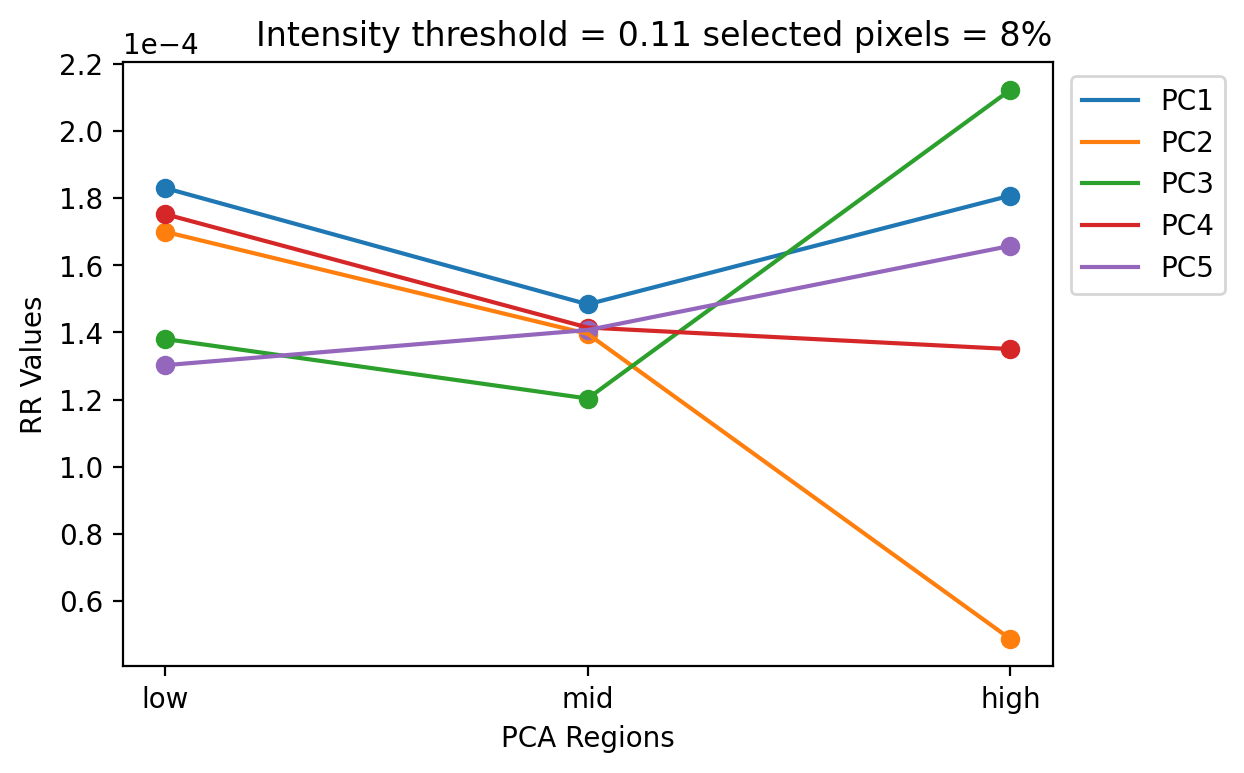 Intensity threshold = 0.11 selected pixels = 8%
1e−4
2.2
2.0
1.8
1.6
1.4
1.2
1.0
0.8
0.6
RR Values
low mid high
PCA Regions
PC1
PC2
PC3
PC4
PC5